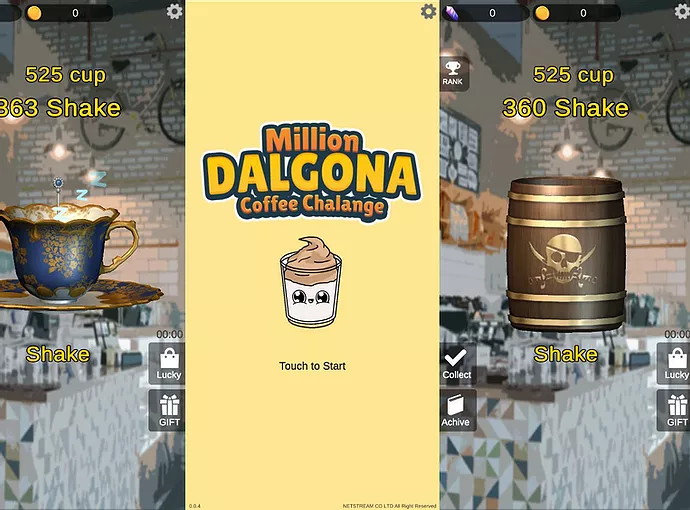 0
525 cup
363 Shake
Z
Z
Z
Shake
00:00
Lucky
GIFT
Million
DALGONA
Coffee Chalange
Touch to Start
0.0.4
NETSTREAM CO LTD All Right Reserved
0
0
RANK
525 cup
360 Shake
Shake
00:00
Collect
Lucky
Achive
GIFT